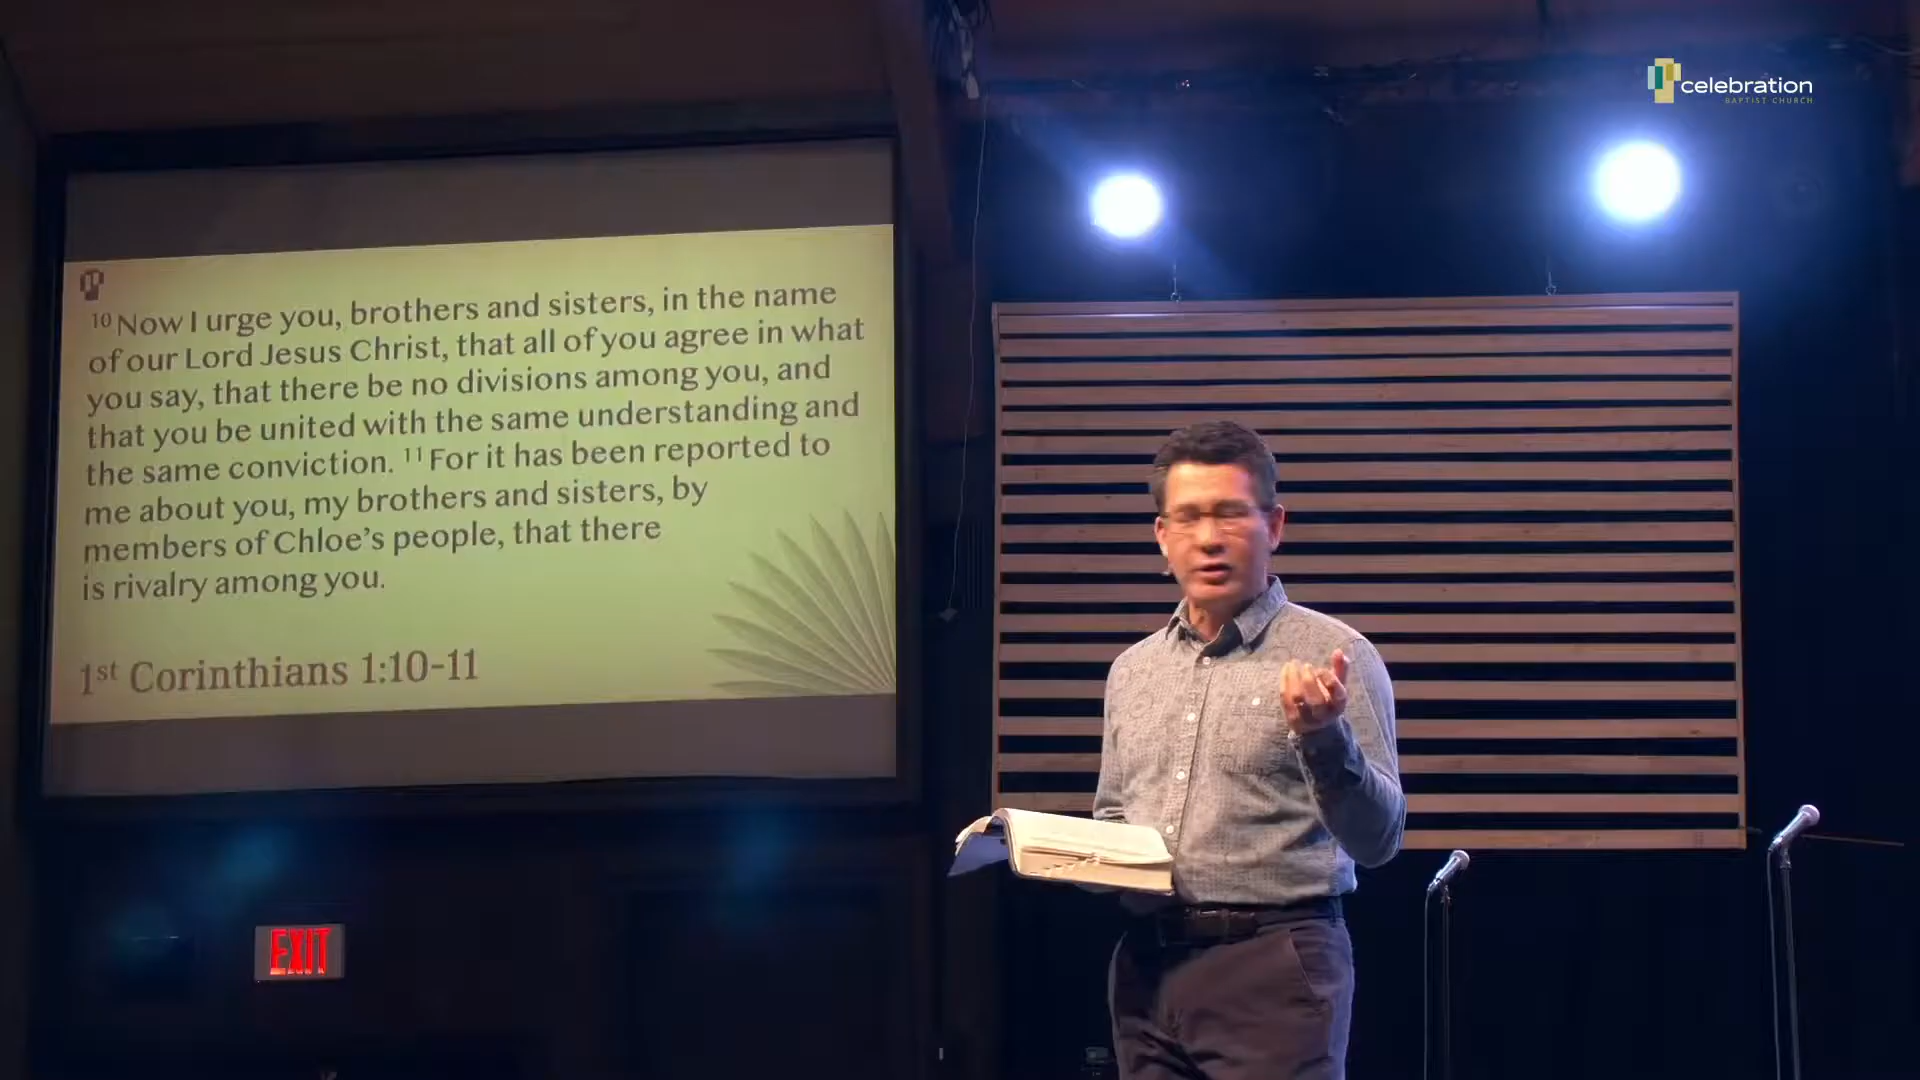 celebration
BAPTIST CHURCH
10 Now I urge you, brothers and sisters, in the name
of our Lord Jesus Christ, that all of you agree in what
you say, that there be no divisions among you, and
that you be united with the same understanding and
the same conviction. 11 For it has been reported to
me about you, my brothers and sisters, by
members of Chloe’s people, that there
is rivalry among you.
1st Corinthians 1:10-11
EXIT